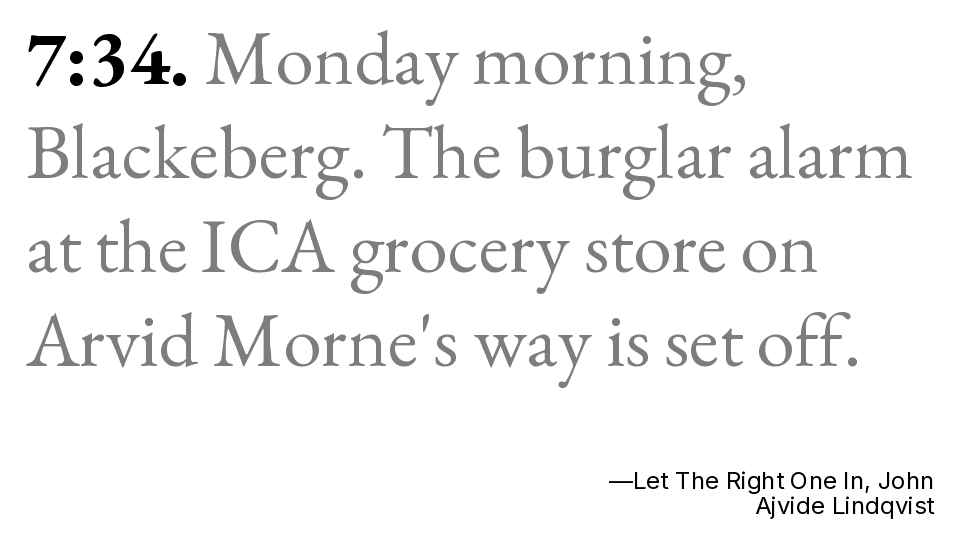 7:34. Monday morning,
Blackeberg. The burglar alarm
at the ICA grocery store on
Arvid Morne's way is set off.
—Let The Right One In, John
Ajvide Lindqvist